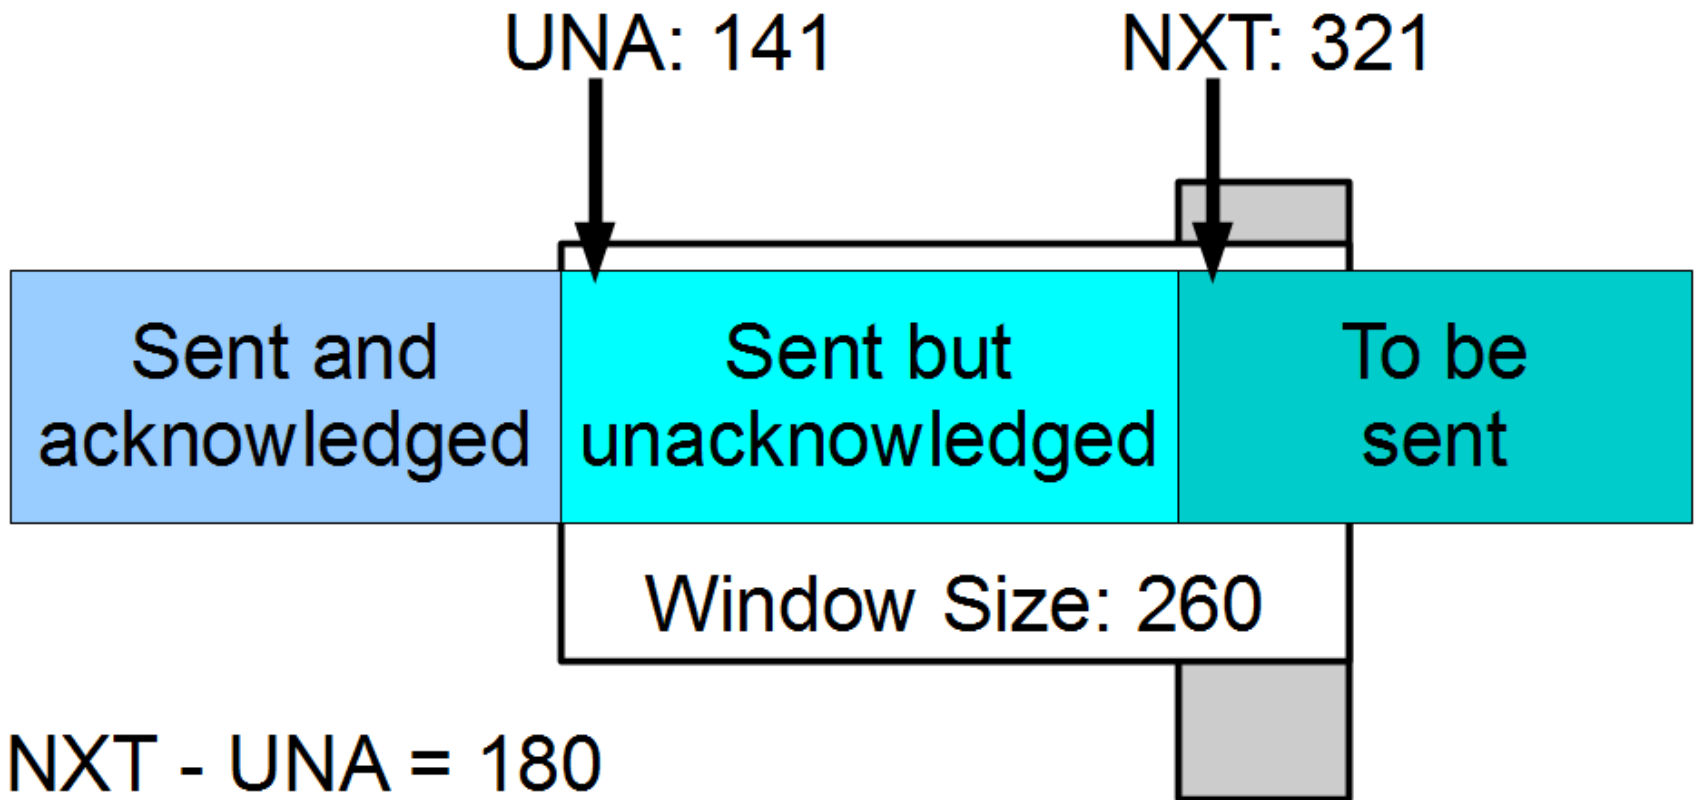 UNA: 141 NXT: 321
Sent and
acknowledged
Sent but
unacknowledged
To be
sent
Window Size: 260
NXT - UNA = 180